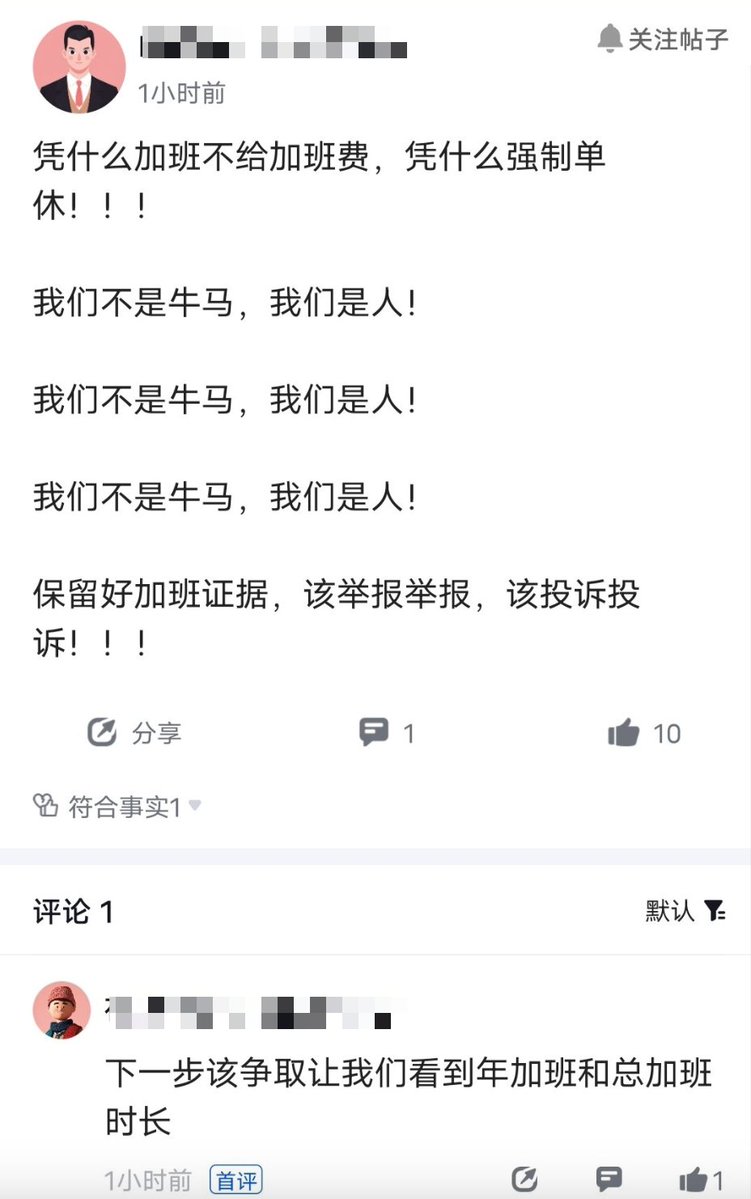 关注帖子
1小时前
凭什么加班不给加班费，凭什么强制单
休！！！
我们不是牛马，我们是人！
我们不是牛马，我们是人！
我们不是牛马，我们是人！
保留好加班证据，该举报举报，该投诉投
诉！！！
分享 1 10
符合事实1
评论 1 默认
下一步该争取让我们看到年加班和总加班
时长
1小时前 首评 1